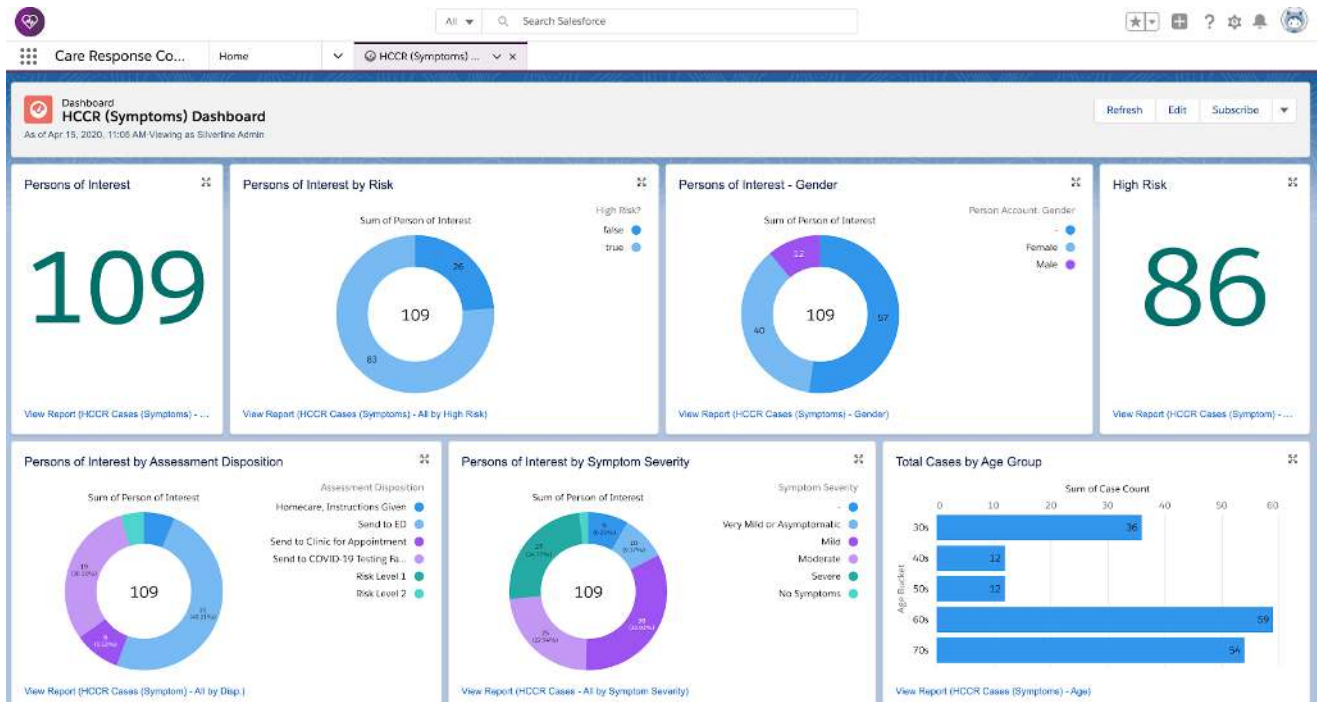 All
Search Salesforce
Care Response Co...
Home
HCCR (Symptoms) ...
Dashboard
HCCR (Symptoms) Dashboard
As of Apr 15, 2020, 11:05 AM·Viewing as Silverline Admin
Refresh
Edit
Subscribe
Persons of Interest
109
View Report (HCCR Cases (Symptoms) - ...
Persons of Interest by Risk
Sum of Person of Interest
High Risk?
false
true
26
109
83
View Report (HCCR Cases (Symptoms) - All by High Risk)
Persons of Interest - Gender
Sum of Person of Interest
Person Account: Gender
-
Female
Male
12
109
57
40
View Report (HCCR Cases (Symptoms) - Gender)
High Risk
86
View Report (HCCR Cases (Symptom) - ...
Persons of Interest by Assessment Disposition
Sum of Person of Interest
Assessment Disposition
Homecare, Instructions Given
Send to ED
Send to Clinic for Appointment
Send to COVID-19 Testing Fa...
Risk Level 1
Risk Level 2
19
109
View Report (HCCR Cases (Symptom) - All by Disp.)
Persons of Interest by Symptom Severity
Sum of Person of Interest
Symptom Severity
-
Very Mild or Asymptomatic
Mild
Moderate
Severe
No Symptoms
10
109
25
View Report (HCCR Cases - All by Symptom Severity)
Total Cases by Age Group
Sum of Case Count
0 10 20 30 40 50 60
Age Bucket
30s 36
40s 12
50s 12
60s 59
70s 54
View Report (HCCR Cases (Symptoms) - Age)